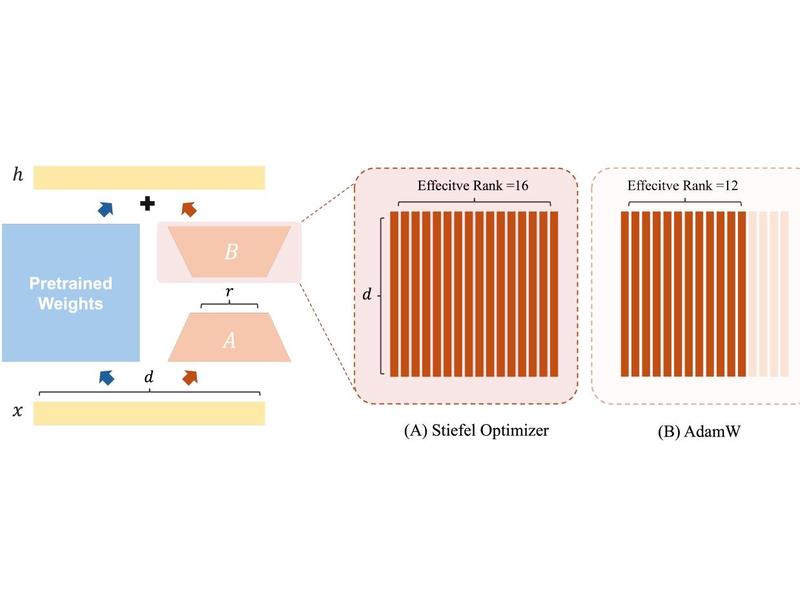 h
+
Pretrained
Weights
B
r
A
d
x
Effecitve Rank =16
d
(A) Stiefel Optimizer
Effecitve Rank =12
(B) AdamW